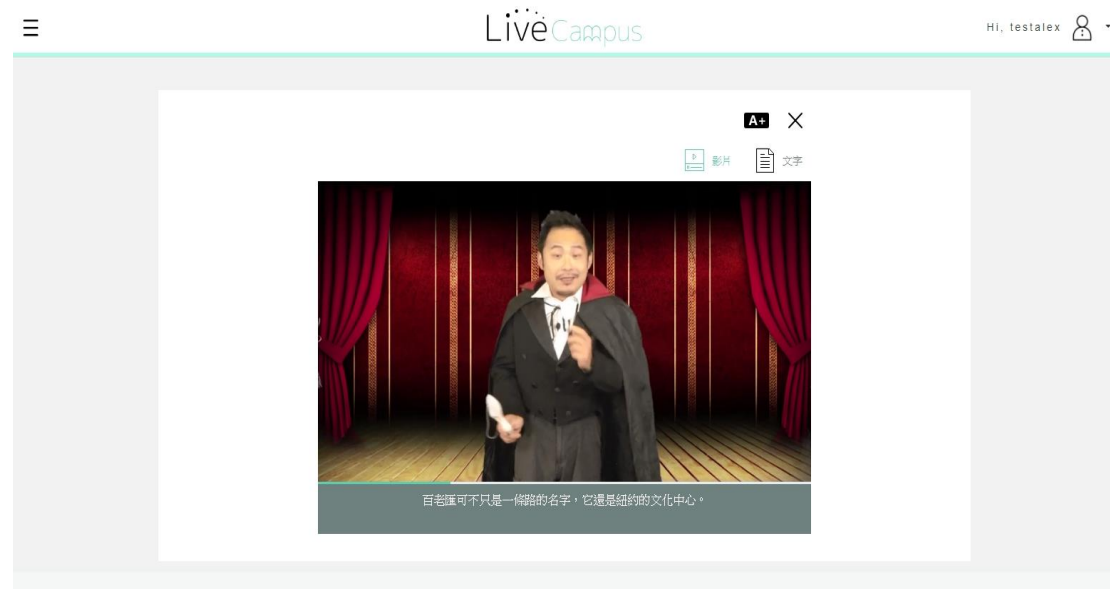 LiveCampus
Hi, testalex
A+
影片
文字
百老匯可不只是一條路的名字，它還是紐約的文化中心。